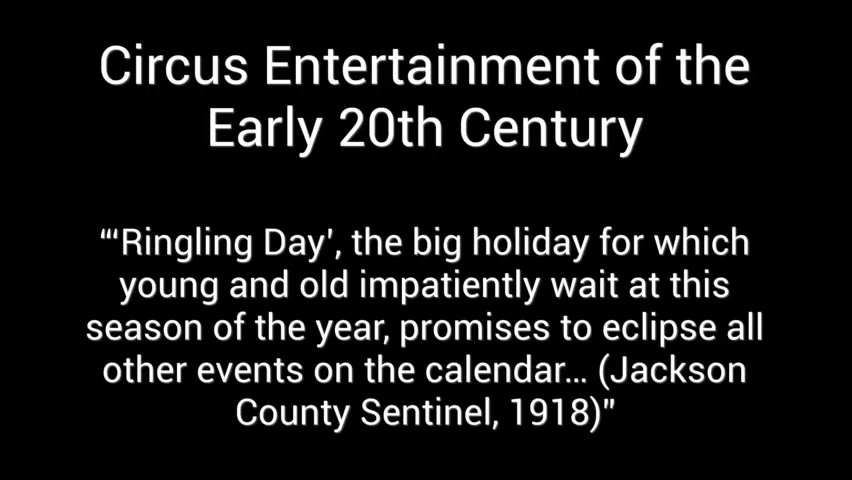 Circus Entertainment of the
Early 20th Century
“‘Ringling Day’, the big holiday for which
young and old impatiently wait at this
season of the year, promises to eclipse all
other events on the calendar… (Jackson
County Sentinel, 1918)”